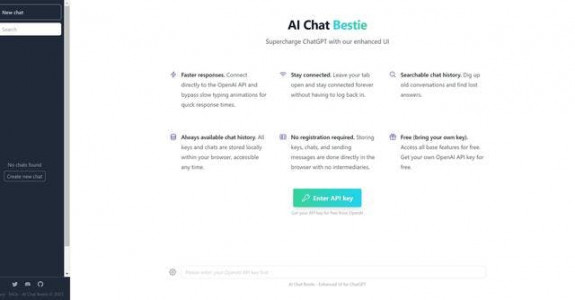 New chat
Search
No chats found
Create new chat
AI Chat Bestie
Supercharge ChatGPT with our enhanced UI
Faster responses. Connect
directly to the OpenAI API and
bypass slow typing animations for
quick response times.
Stay connected. Leave your tab
open and stay connected forever
without having to log back in.
Searchable chat history. Dig up
old conversations and find lost
answers.
Always available chat history. All
keys and chats are stored locally
within your browser, accessible
any time.
No registration required. Storing
keys, chats, and sending
messages are done directly in the
browser with no intermediaries.
Free (bring your own key).
Access all base features for free.
Get your own OpenAI API key for
free.
Enter API key
Get your API key for free from OpenAI.
Please enter your OpenAI API key first
AI Chat Bestie - Enhanced UI for ChatGPT
AI Chat Bestie ©